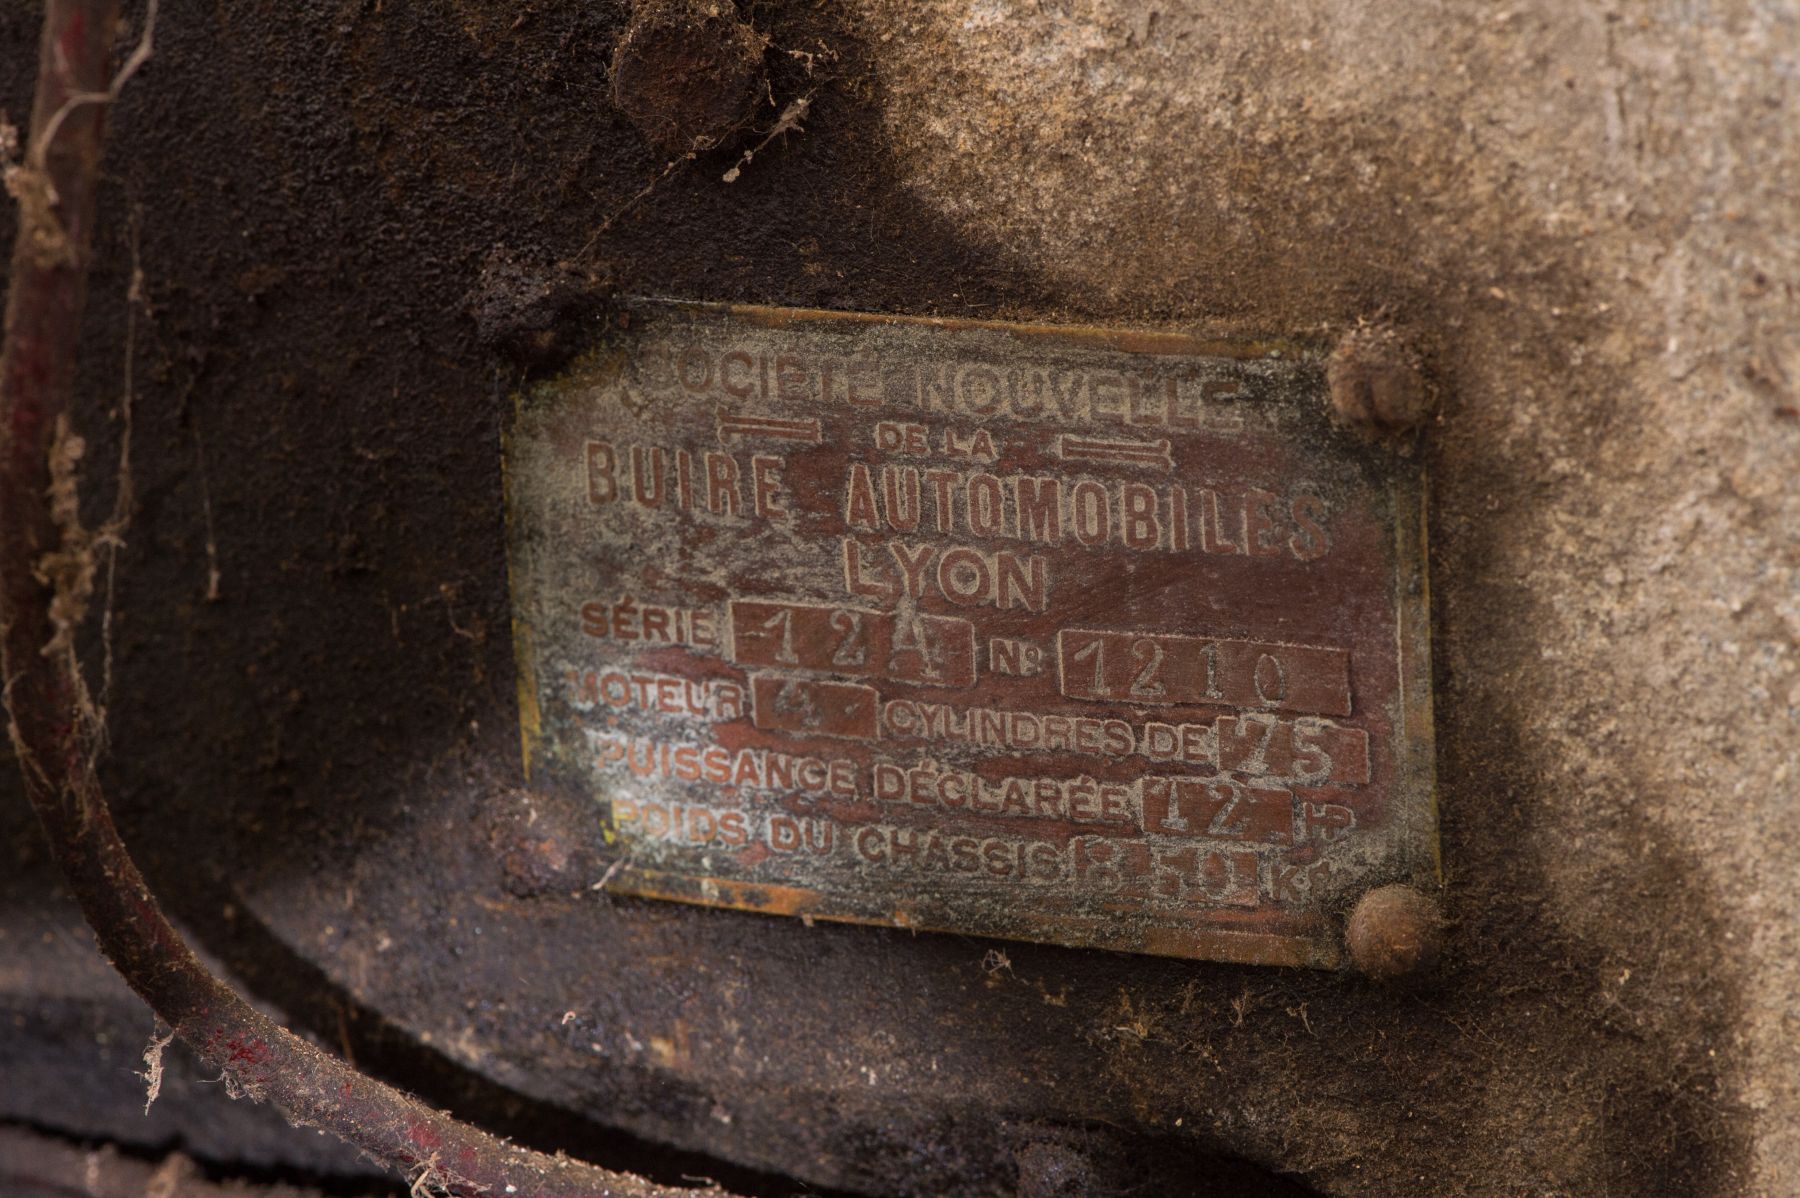 SOCIÉTÉ NOUVELLE
DE LA
BUIRE AUTOMOBILES
LYON
SÉRIE 12A No 1210
MOTEUR 4 CYLINDRES DE 75
PUISSANCE DÉCLARÉE 12 HP
POIDS DU CHASSIS 850 Kg